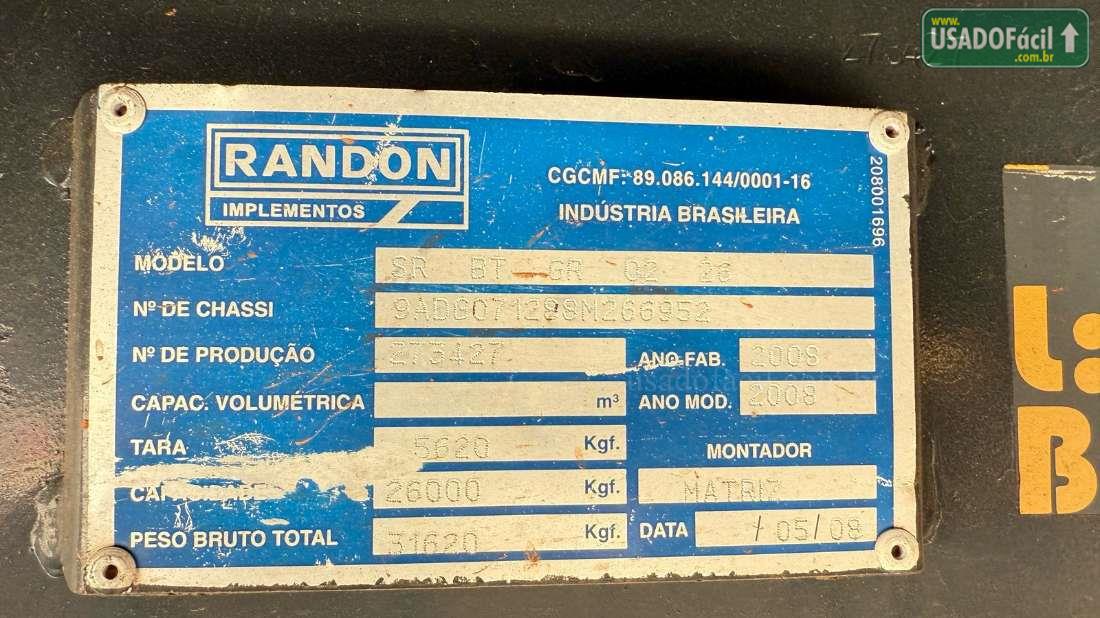 www.
USADOFácil
.com.br
RANDON
IMPLEMENTOS
CGCMF: 89.086.144/0001-16
INDÚSTRIA BRASILEIRA
208001696
MODELO SR BT GR 02 26
Nº DE CHASSI 9ADG071288M266952
Nº DE PRODUÇÃO 273427 ANO FAB. 2008
CAPAC. VOLUMÉTRICA m³ ANO MOD. 2008
TARA 5620 Kgf. MONTADOR
26000 Kgf. MATRIZ
PESO BRUTO TOTAL 31620 Kgf. DATA / 05/08